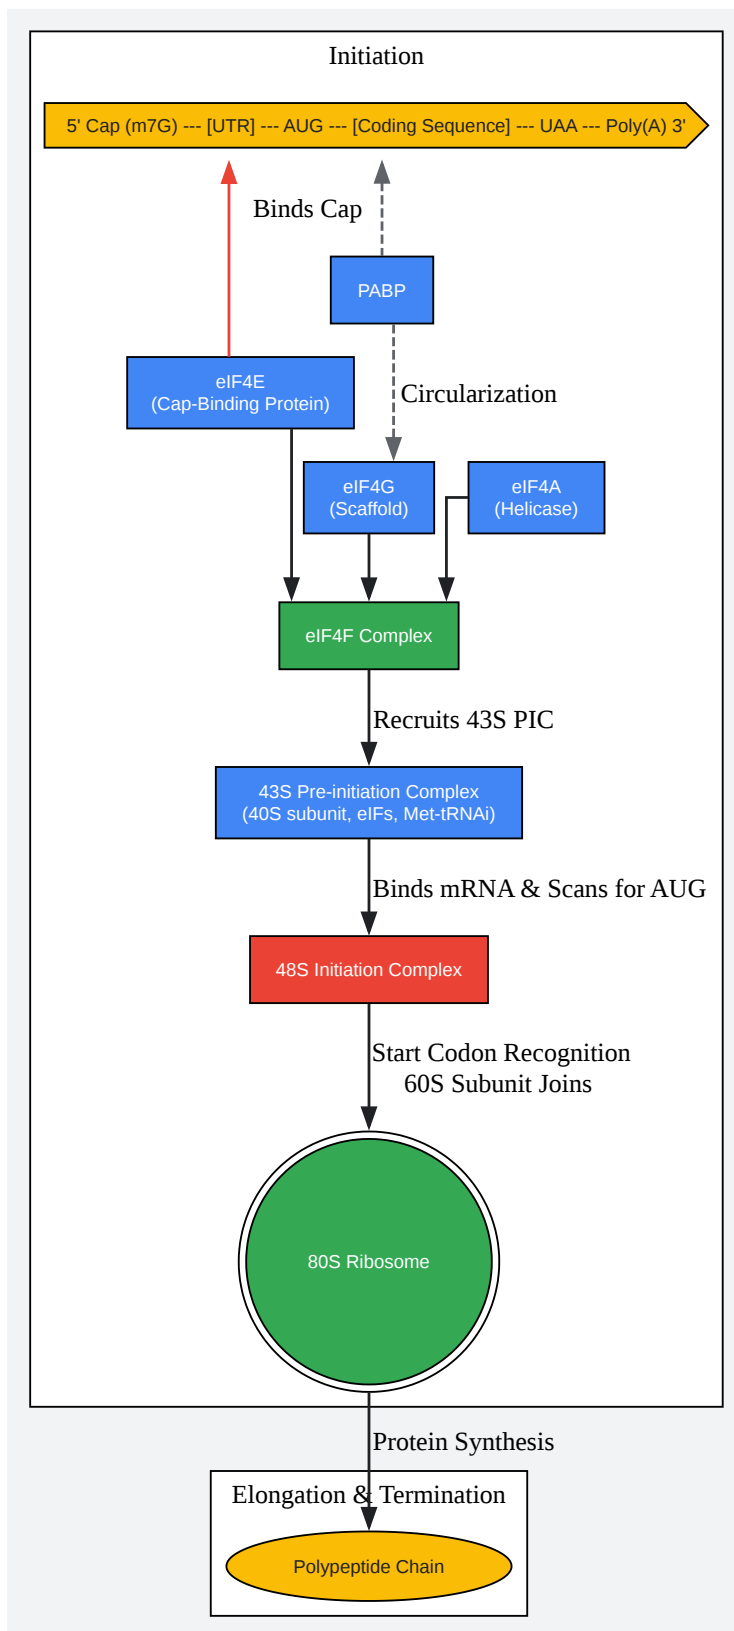 Initiation
5' Cap (m7G) --- [UTR] --- AUG --- [Coding Sequence] --- UAA --- Poly(A) 3'
Binds Cap
PABP
eIF4E
(Cap-Binding Protein)
Circularization
eIF4G
(Scaffold)
eIF4A
(Helicase)
eIF4F Complex
Recruits 43S PIC
43S Pre-initiation Complex
(40S subunit, eIFs, Met-tRNAi)
Binds mRNA & Scans for AUG
48S Initiation Complex
Start Codon Recognition
60S Subunit Joins
80S Ribosome
Protein Synthesis
Elongation & Termination
Polypeptide Chain